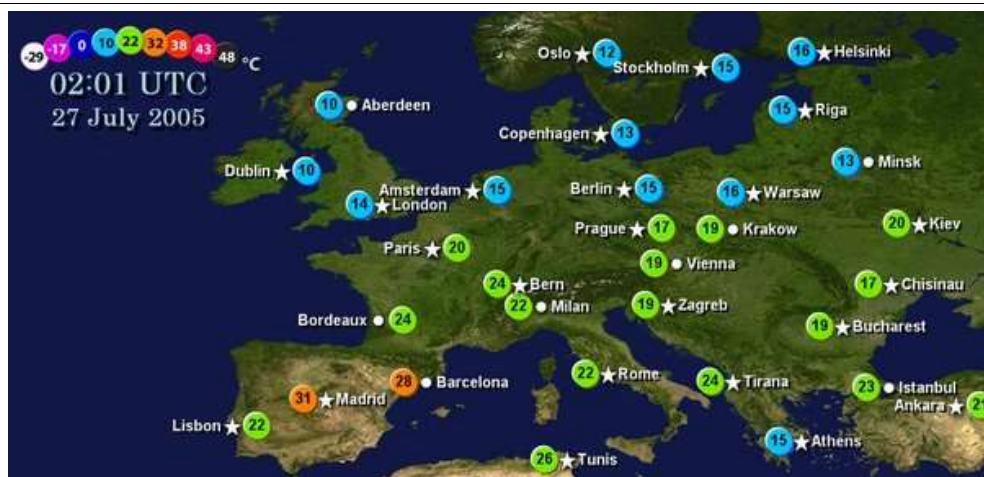 -29 -17 0 10 22 32 38 43 48 °C
02:01 UTC
27 July 2005
Oslo 12
Stockholm 15
16 Helsinki
10 Aberdeen
15 Riga
Copenhagen 13
13 Minsk
Dublin 10
Amsterdam 15
Berlin 15
16 Warsaw
14 London
Prague 17
19 Krakow
20 Kiev
Paris 20
19 Vienna
24 Bern
17 Chisinau
22 Milan
19 Zagreb
Bordeaux 24
19 Bucharest
22 Rome
24 Tirana
28 Barcelona
23 Istanbul
31 Madrid
Ankara 21
Lisbon 22
15 Athens
26 Tunis